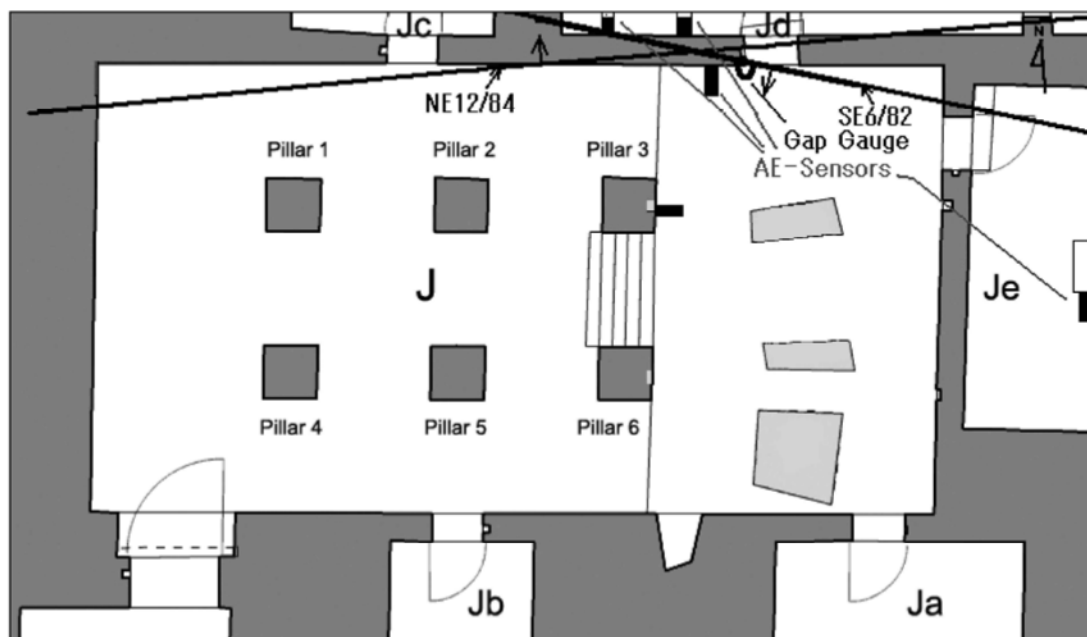 Jc
Jd
N
NE12/84
SE6/82
Gap Gauge
AE-Sensors
Pillar 1
Pillar 2
Pillar 3
J
Je
Pillar 4
Pillar 5
Pillar 6
Jb
Ja